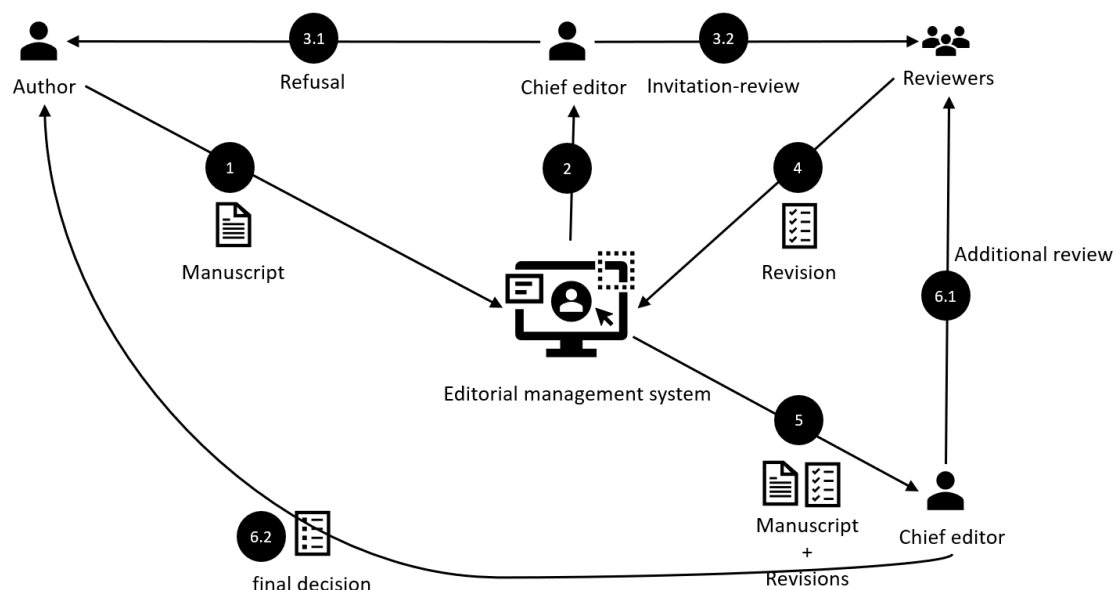 3.1
3.2
Author
Refusal
Chief editor
Invitation-review
Reviewers
1
2
4
Manuscript
Revision
Additional review
6.1
Editorial management system
5
Manuscript
+
Revisions
Chief editor
6.2
final decision